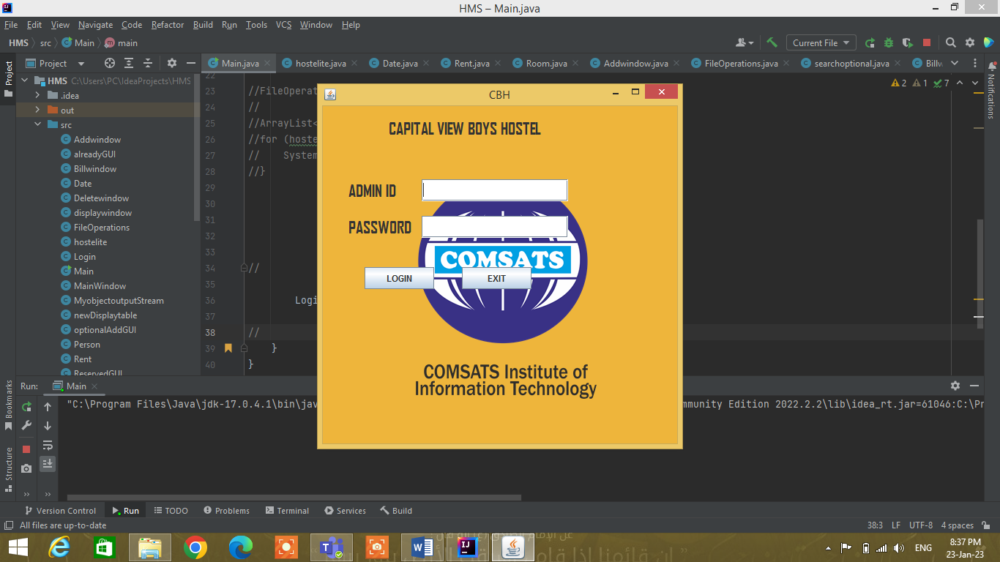 HMS – Main.java
File Edit View Navigate Code Refactor Build Run Tools VCS Window Help
HMS src Main main
Current File
Project
Main.java hostelite.java Date.java Rent.java Room.java Addwindow.java FileOperations.java searchoptional.java Billw
Project
Notifications
HMS C:\Users\PC\IdeaProjects\HMS
.idea
out
src
Addwindow
alreadyGUI
Billwindow
Date
Deletewindow
displaywindow
FileOperations
hostelite
Login
Main
MainWindow
MyobjectoutputStream
newDisplaytable
optionalAddGUI
Person
Rent
ReservedGUI
2 1 7
22
23 //FileOperat
24 //
25 //ArrayList<
26 //for (hoste
27 // System
28 //}
29
30
31
32
33
34 //
35
36 Logi
37
38 //
39 }
40 }
CBH
CAPITAL VIEW BOYS HOSTEL
ADMIN ID
PASSWORD
COMSATS
LOGIN EXIT
COMSATS Institute of
Information Technology
Run: Main
"C:\Program Files\Java\jdk-17.0.4.1\bin\jav
mmunity Edition 2022.2.2\lib\idea_rt.jar=61046:C:\Pr
Bookmarks
Structure
Version Control Run TODO Problems Terminal Services Build
All files are up-to-date
38:3 LF UTF-8 4 spaces
ENG
8:37 PM
23-Jan-23